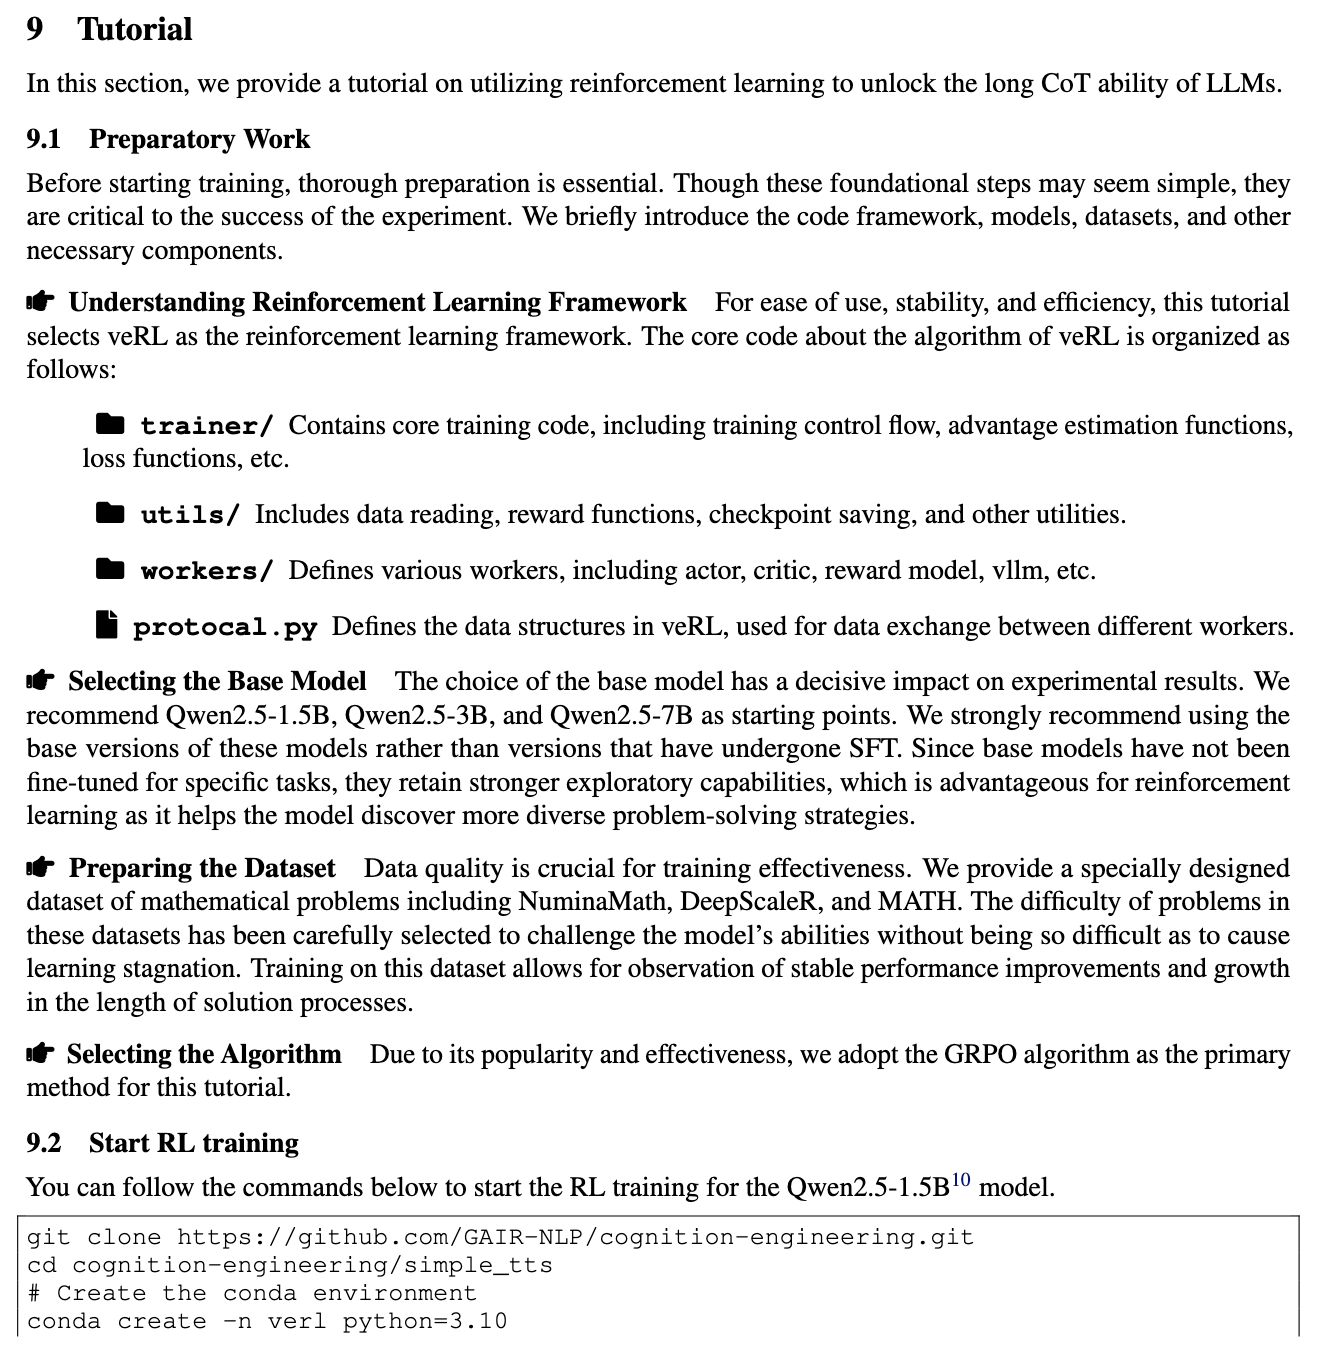 9 Tutorial
In this section, we provide a tutorial on utilizing reinforcement learning to unlock the long CoT ability of LLMs.
9.1 Preparatory Work
Before starting training, thorough preparation is essential. Though these foundational steps may seem simple, they
are critical to the success of the experiment. We briefly introduce the code framework, models, datasets, and other
necessary components.
Understanding Reinforcement Learning Framework For ease of use, stability, and efficiency, this tutorial
selects veRL as the reinforcement learning framework. The core code about the algorithm of veRL is organized as
follows:
trainer/ Contains core training code, including training control flow, advantage estimation functions,
loss functions, etc.
utils/ Includes data reading, reward functions, checkpoint saving, and other utilities.
workers/ Defines various workers, including actor, critic, reward model, vllm, etc.
protocal.py Defines the data structures in veRL, used for data exchange between different workers.
Selecting the Base Model The choice of the base model has a decisive impact on experimental results. We
recommend Qwen2.5-1.5B, Qwen2.5-3B, and Qwen2.5-7B as starting points. We strongly recommend using the
base versions of these models rather than versions that have undergone SFT. Since base models have not been
fine-tuned for specific tasks, they retain stronger exploratory capabilities, which is advantageous for reinforcement
learning as it helps the model discover more diverse problem-solving strategies.
Preparing the Dataset Data quality is crucial for training effectiveness. We provide a specially designed
dataset of mathematical problems including NuminaMath, DeepScaleR, and MATH. The difficulty of problems in
these datasets has been carefully selected to challenge the model's abilities without being so difficult as to cause
learning stagnation. Training on this dataset allows for observation of stable performance improvements and growth
in the length of solution processes.
Selecting the Algorithm Due to its popularity and effectiveness, we adopt the GRPO algorithm as the primary
method for this tutorial.
9.2 Start RL training
You can follow the commands below to start the RL training for the Qwen2.5-1.5B10 model.
git clone https://github.com/GAIR-NLP/cognition-engineering.git
cd cognition-engineering/simple_tts
# Create the conda environment
conda create -n verl python=3.10